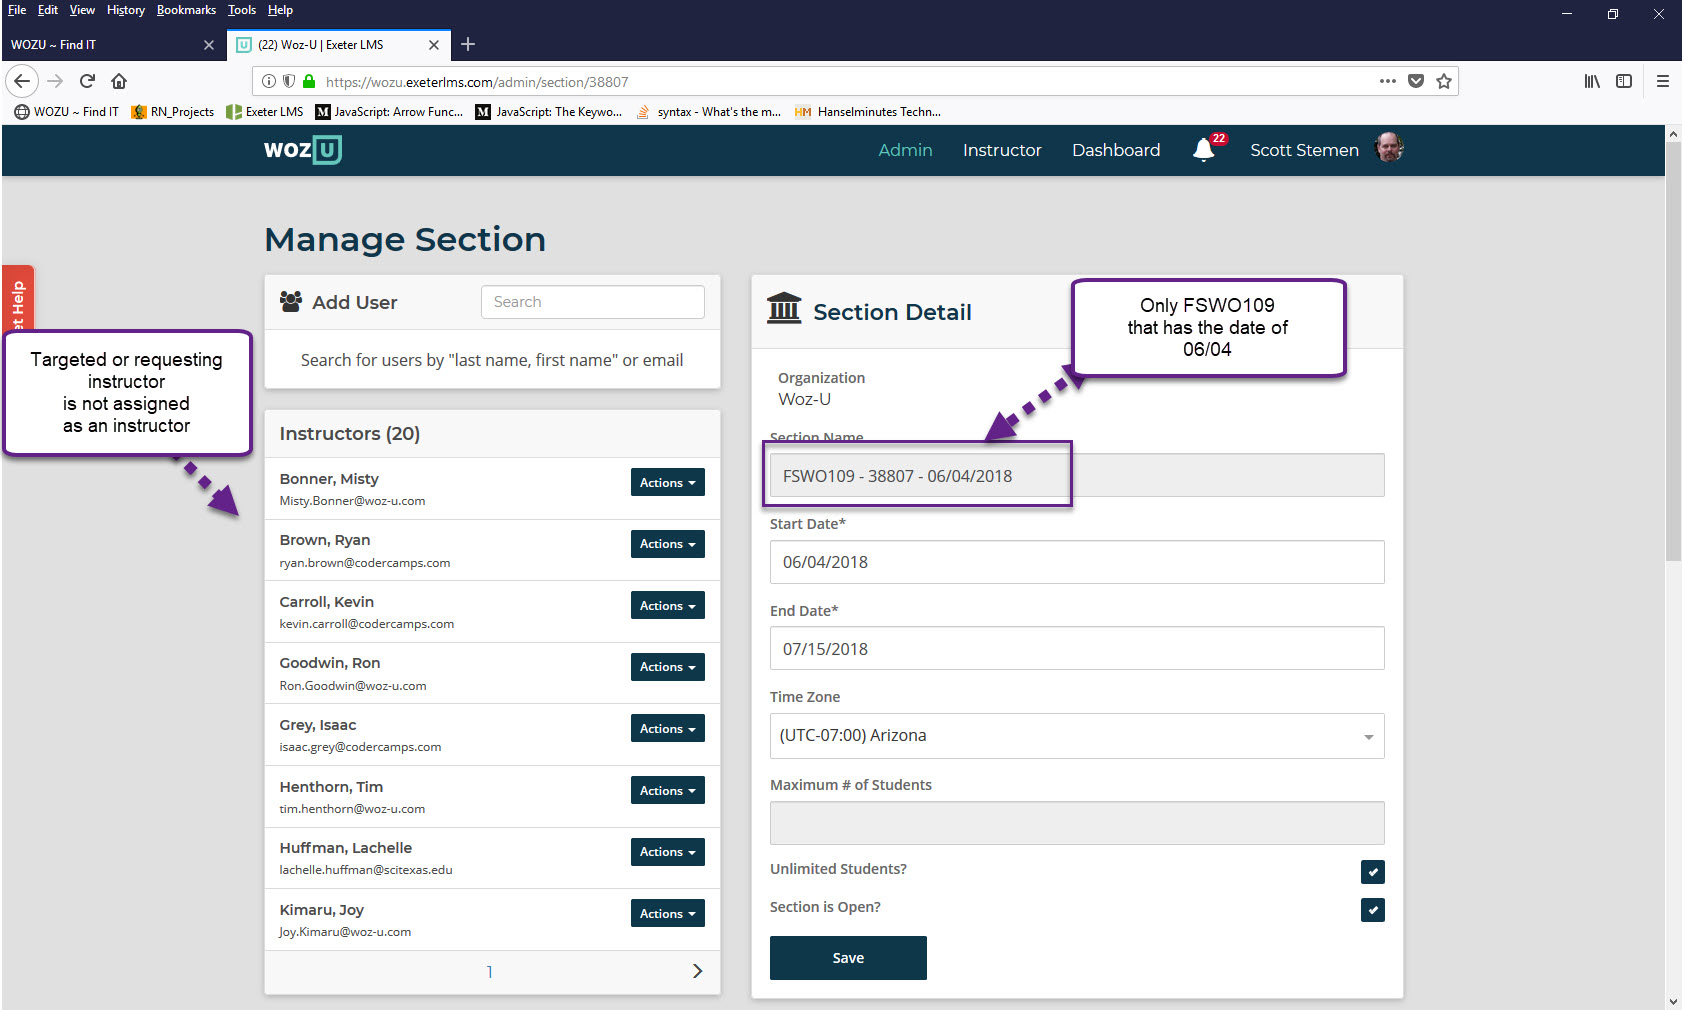 File Edit View History Bookmarks Tools Help
WOZU ~ Find IT
(22) Woz-U | Exeter LMS
https://wozu.exeterlms.com/admin/section/38807
WOZU ~ Find IT RN_Projects Exeter LMS JavaScript: Arrow Func... JavaScript: The Keywo... syntax - What's the m... HM Hanselminutes Techn...
WOZ U
Admin Instructor Dashboard 22 Scott Stemen
Manage Section
et Help
Add User
Search
Search for users by "last name, first name" or email
Targeted or requesting
instructor
is not assigned
as an instructor
Instructors (20)
Bonner, Misty
Misty.Bonner@woz-u.com
Actions
Brown, Ryan
ryan.brown@codercamps.com
Actions
Carroll, Kevin
kevin.carroll@codercamps.com
Actions
Goodwin, Ron
Ron.Goodwin@woz-u.com
Actions
Grey, Isaac
isaac.grey@codercamps.com
Actions
Henthorn, Tim
tim.henthorn@woz-u.com
Actions
Huffman, Lachelle
lachelle.huffman@scitexas.edu
Actions
Kimaru, Joy
Joy.Kimaru@woz-u.com
Actions
1
Section Detail
Only FSWO109
that has the date of
06/04
Organization
Woz-U
Section Name
FSWO109 - 38807 - 06/04/2018
Start Date*
06/04/2018
End Date*
07/15/2018
Time Zone
(UTC-07:00) Arizona
Maximum # of Students
Unlimited Students?
Section is Open?
Save